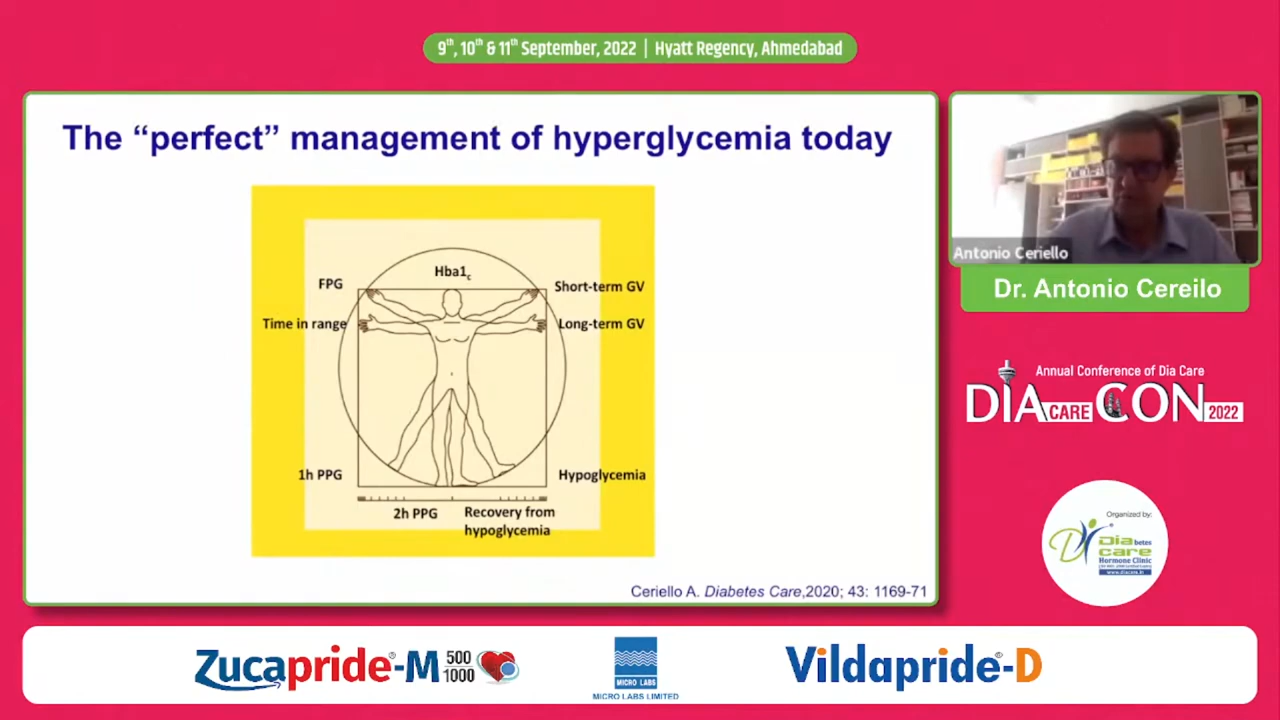 9th, 10th & 11th September, 2022 | Hyatt Regency, Ahmedabad
The “perfect” management of hyperglycemia today
Hba1c
FPG
Short-term GV
Time in range
Long-term GV
1h PPG
Hypoglycemia
2h PPG
Recovery from
hypoglycemia
Ceriello A. Diabetes Care,2020; 43: 1169-71
Antonio Ceriello
Dr. Antonio Cereilo
Annual Conference of Dia Care
DIA CARE CON 2022
Organized by:
Diabetes
care
Hormone Clinic
Zucapride®-M 500
1000
MICRO LABS
MICRO LABS LIMITED
Vildapride®-D